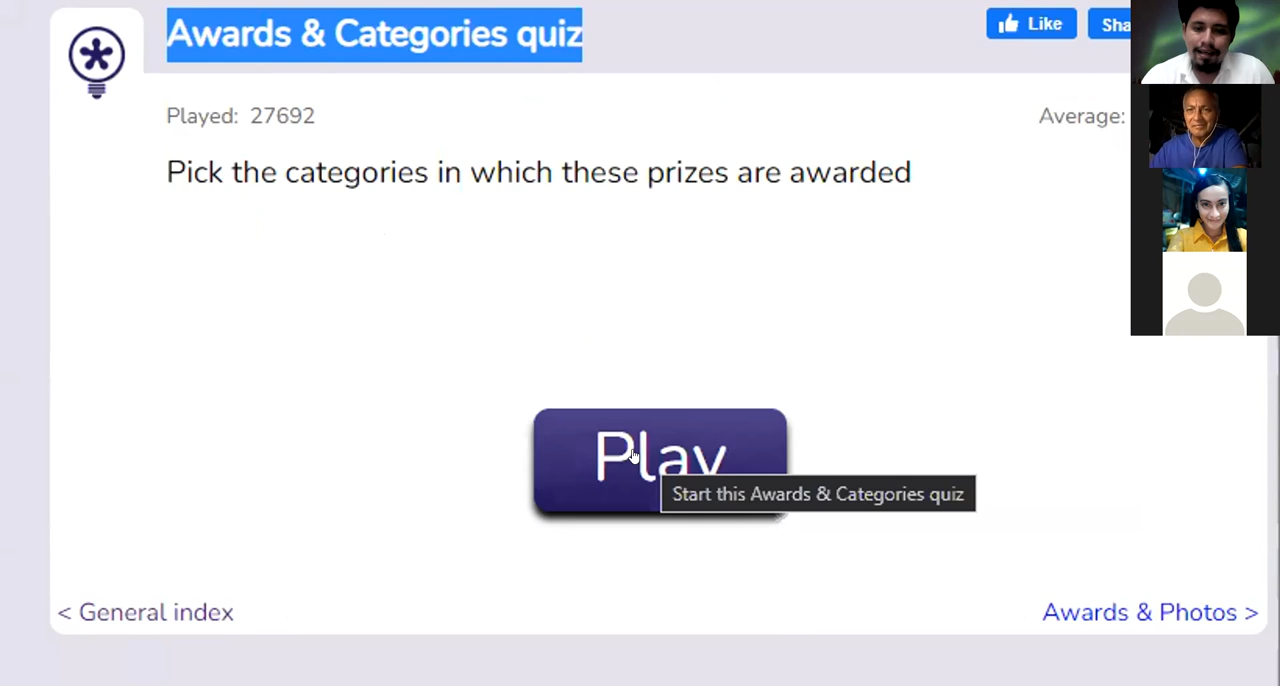 Awards & Categories quiz
Like
Sha
Played: 27692
Average:
Pick the categories in which these prizes are awarded
Play
Start this Awards & Categories quiz
< General index
Awards & Photos >